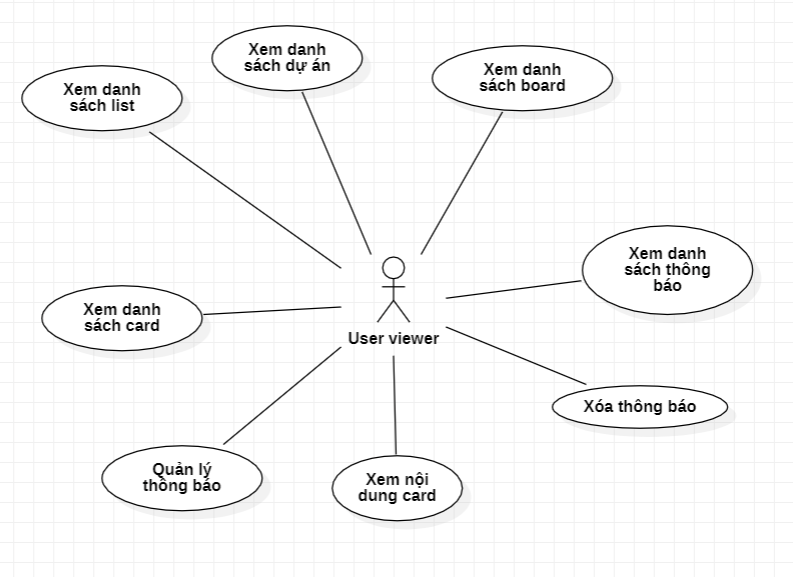 Xem danh
sách dự án
Xem danh
sách board
Xem danh
sách list
Xem danh
sách thông
báo
Xem danh
sách card
User viewer
Xóa thông báo
Quản lý
thông báo
Xem nội
dung card